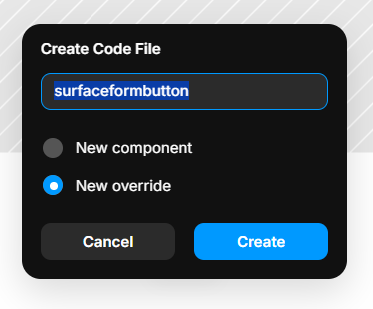 Create Code File
surfaceformbutton
New component
New override
Cancel
Create